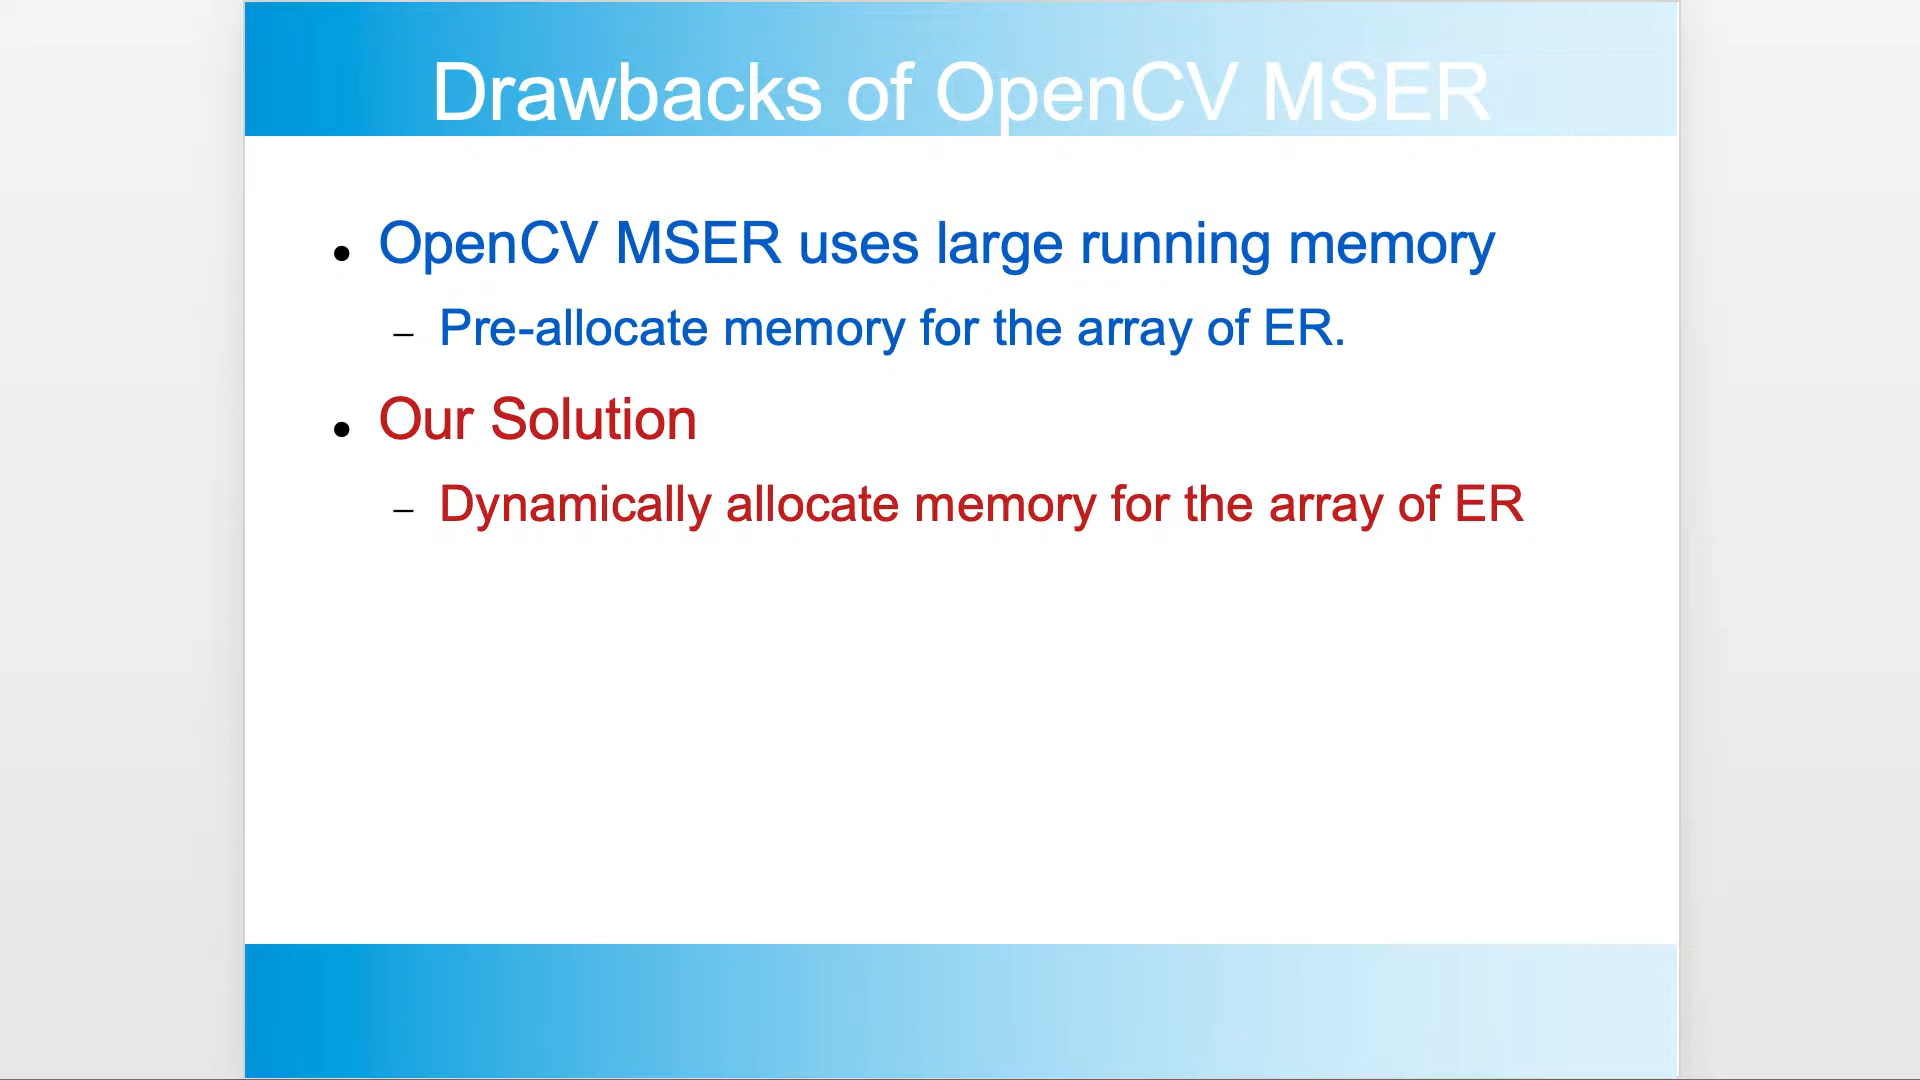 Drawbacks of OpenCV MSER
• OpenCV MSER uses large running memory
– Pre-allocate memory for the array of ER.
• Our Solution
– Dynamically allocate memory for the array of ER